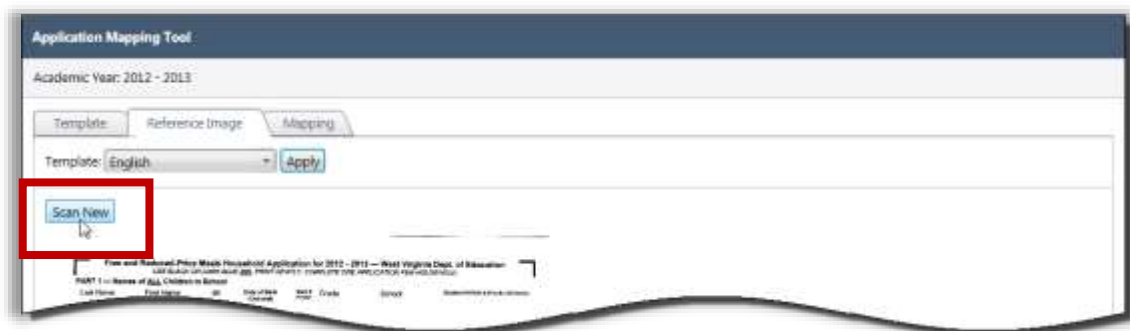 Application Mapping Tool
Academic Year: 2012 - 2013
Template Reference Image Mapping
Template: English Apply
Scan New
Free and Reduced-Price Meals Household Application for 2012 - 2013 — West Virginia Dept. of Education
PART 1 — Names of ALL Children in School
Last Name First Name MI Grade School